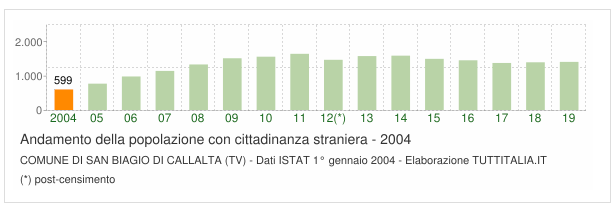 2.000
599
1.000
0
2004 05 06 07 08 09 10 11 12(*) 13 14 15 16 17 18 19
Andamento della popolazione con cittadinanza straniera - 2004
COMUNE DI SAN BIAGIO DI CALLALTA (TV) - Dati ISTAT 1° gennaio 2004 - Elaborazione TUTTITALIA.IT
(*) post-censimento